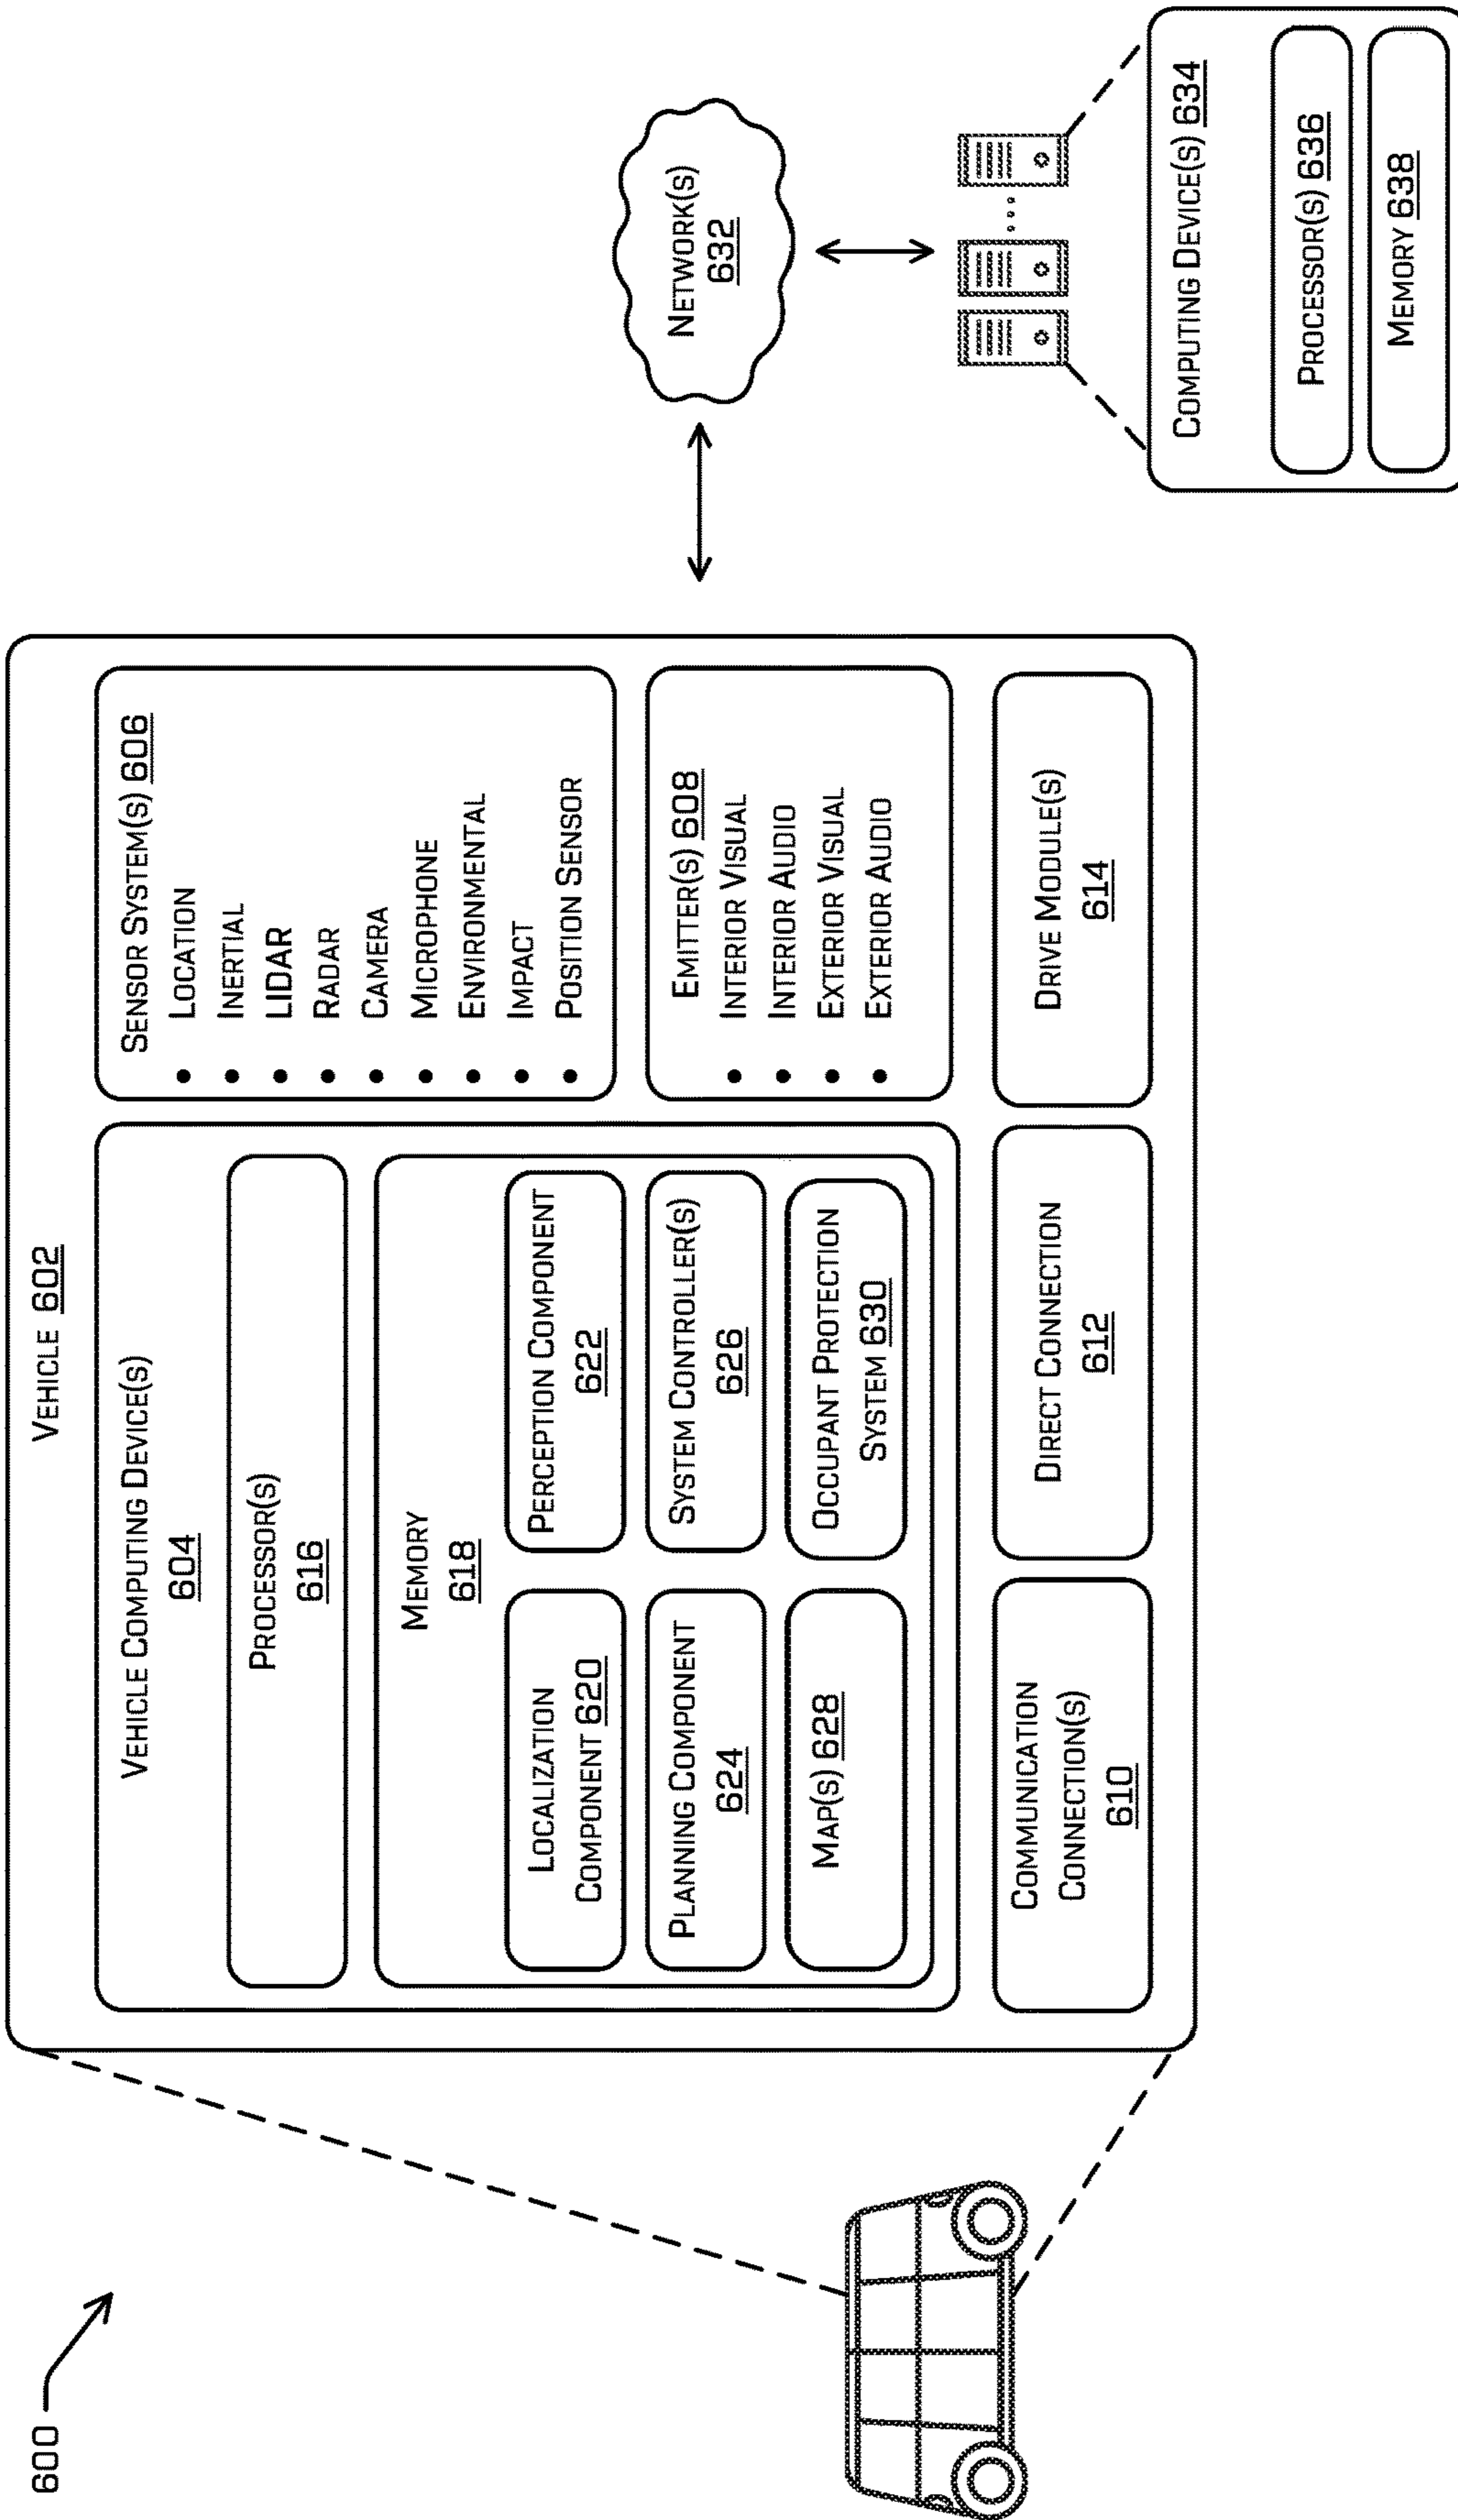 600
VEHICLE 602
VEHICLE COMPUTING DEVICE(S)
604
PROCESSOR(S)
616
MEMORY
618
LOCALIZATION
COMPONENT 620
PERCEPTION COMPONENT
622
PLANNING COMPONENT
624
SYSTEM CONTROLLER(S)
626
MAP(S) 628
OCCUPANT PROTECTION
SYSTEM 630
SENSOR SYSTEM(S) 606
• LOCATION
• INERTIAL
• LIDAR
• RADAR
• CAMERA
• MICROPHONE
• ENVIRONMENTAL
• IMPACT
• POSITION SENSOR
EMITTER(S) 608
• INTERIOR VISUAL
• INTERIOR AUDIO
• EXTERIOR VISUAL
• EXTERIOR AUDIO
COMMUNICATION
CONNECTION(S)
610
DIRECT CONNECTION
612
DRIVE MODULE(S)
614
NETWORK(S)
632
COMPUTING DEVICE(S) 634
PROCESSOR(S) 636
MEMORY 638